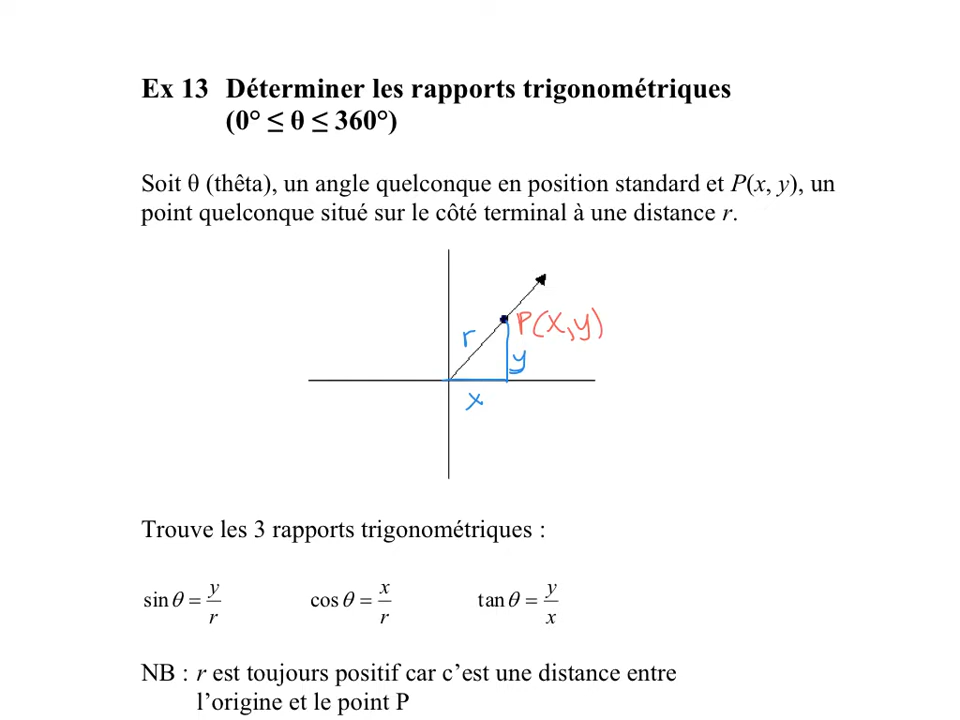 Ex 13 Déterminer les rapports trigonométriques
(0° ≤ θ ≤ 360°)
Soit θ (thêta), un angle quelconque en position standard et P(x, y), un
point quelconque situé sur le côté terminal à une distance r.
P(x,y)
r
y
x
Trouve les 3 rapports trigonométriques :
sin θ = y/r cos θ = x/r tan θ = y/x
NB : r est toujours positif car c’est une distance entre
l’origine et le point P